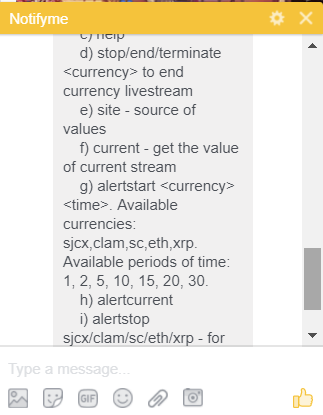 Notifyme
c) help
d) stop/end/terminate
<currency> to end
currency livestream
e) site - source of
values
f) current - get the value
of current stream
g) alertstart <currency>
<time>. Available
currencies:
sjcx,clam,sc,eth,xrp.
Available periods of time:
1, 2, 5, 10, 15, 20, 30.
h) alertcurrent
i) alertstop
sjcx/clam/sc/eth/xrp - for
Type a message...
GIF